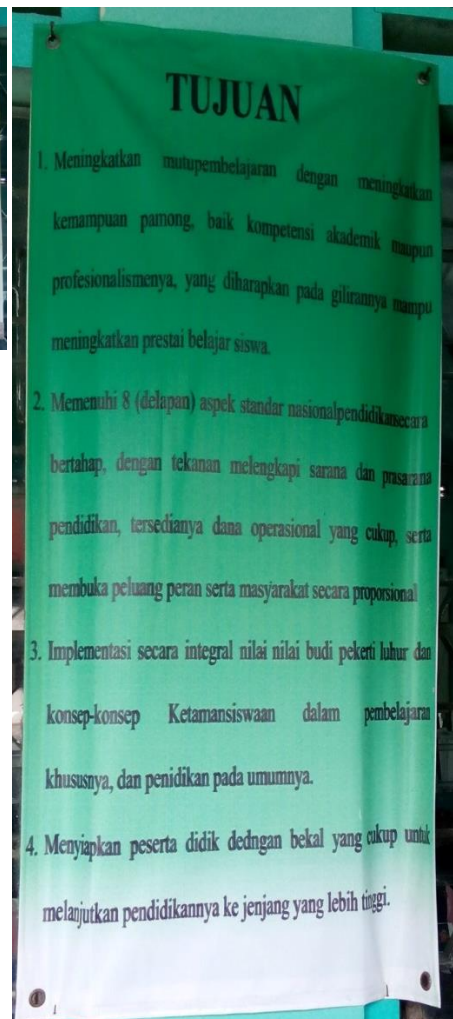 TUJUAN
1. Meningkatkan mutupembelajaran dengan meningkatkan
kemampuan pamong, baik kompetensi akademik maupun
profesionalismenya, yang diharapkan pada gilirannya mampu
meningkatkan prestai belajar siswa.
2. Memenuhi 8 (delapan) aspek standar nasionalpendidikansecara
bertahap, dengan tekanan melengkapi sarana dan prasarana
pendidikan, tersedianya dana operasional yang cukup, serta
membuka peluang peran serta masyarakat secara proporsional
3. Implementasi secara integral nilai nilai budi pekerti luhur dan
konsep-konsep Ketamansiswaan dalam pembelajaran
khususnya, dan penidikan pada umumnya.
4. Menyiapkan peserta didik dedngan bekal yang cukup untuk
melanjutkan pendidikannya ke jenjang yang lebih tinggi.